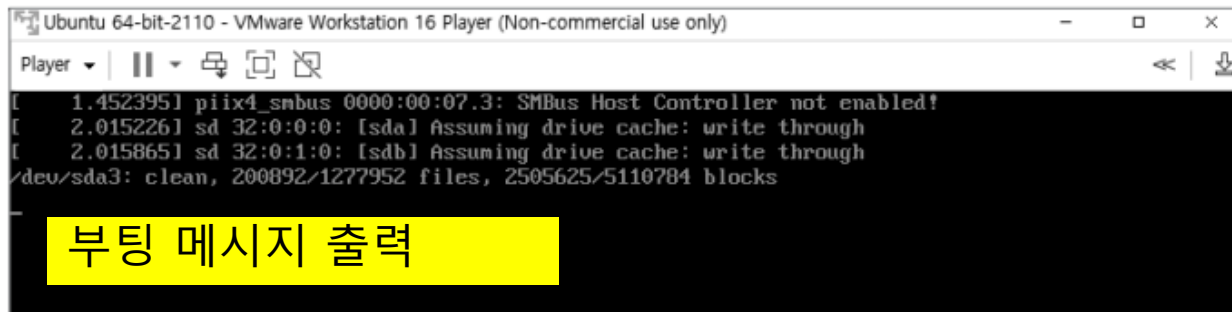 Ubuntu 64-bit-2110 - VMware Workstation 16 Player (Non-commercial use only)
Player
[    1.452395] piix4_smbus 0000:00:07.3: SMBus Host Controller not enabled!
[    2.015226] sd 32:0:0:0: [sda] Assuming drive cache: write through
[    2.015865] sd 32:0:1:0: [sdb] Assuming drive cache: write through
/dev/sda3: clean, 200892/1277952 files, 2505625/5110784 blocks
부팅 메시지 출력